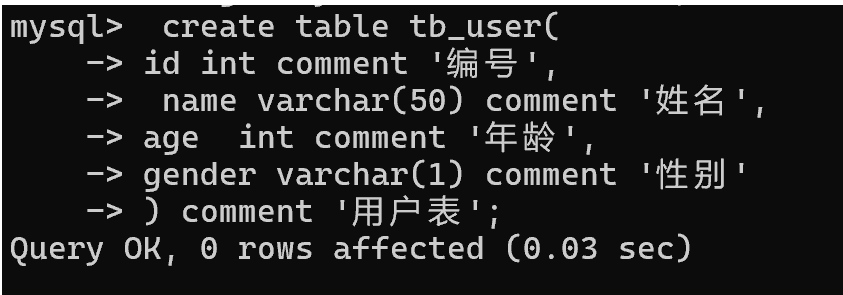 mysql>  create table tb_user(
    -> id int comment '编号',
    ->  name varchar(50) comment '姓名',
    -> age  int comment '年龄',
    -> gender varchar(1) comment '性别'
    -> ) comment '用户表';
Query OK, 0 rows affected (0.03 sec)